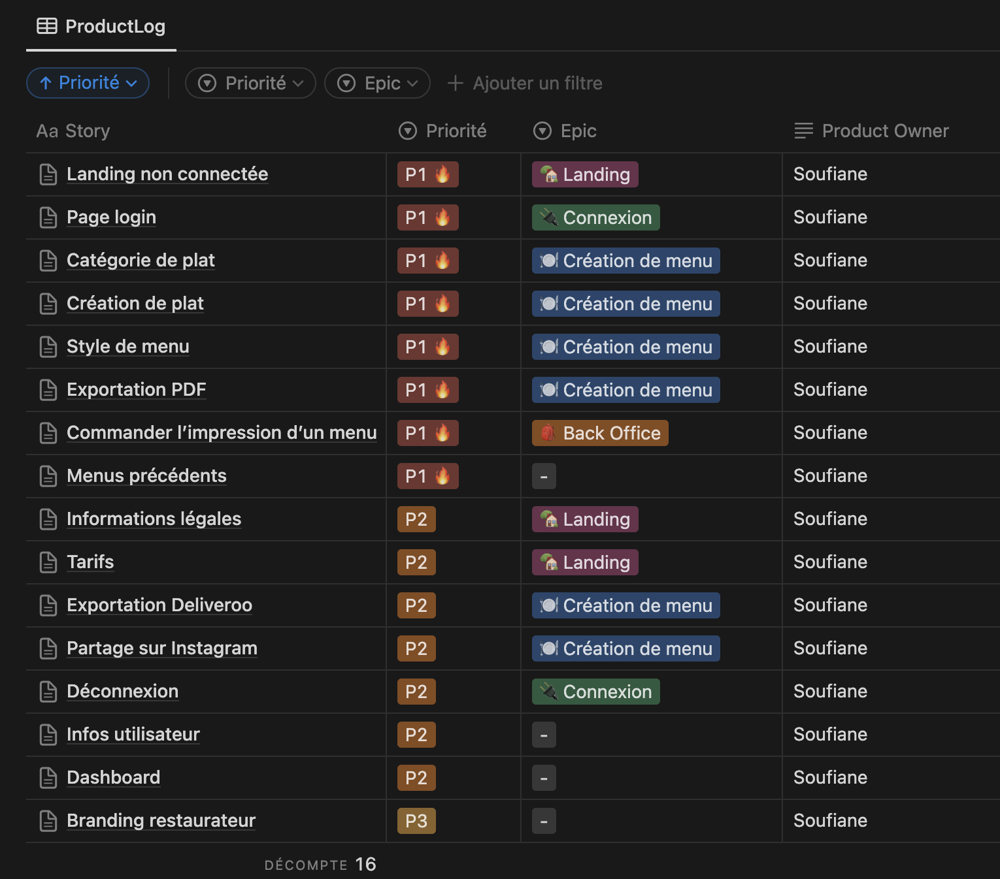 ProductLog
↑ Priorité Priorité Epic + Ajouter un filtre
Aa Story Priorité Epic Product Owner
Landing non connectée P1 🔥 🏡 Landing Soufiane
Page login P1 🔥 🔌 Connexion Soufiane
Catégorie de plat P1 🔥 🍽️ Création de menu Soufiane
Création de plat P1 🔥 🍽️ Création de menu Soufiane
Style de menu P1 🔥 🍽️ Création de menu Soufiane
Exportation PDF P1 🔥 🍽️ Création de menu Soufiane
Commander l’impression d’un menu P1 🔥 🎒 Back Office Soufiane
Menus précédents P1 🔥 - Soufiane
Informations légales P2 🏡 Landing Soufiane
Tarifs P2 🏡 Landing Soufiane
Exportation Deliveroo P2 🍽️ Création de menu Soufiane
Partage sur Instagram P2 🍽️ Création de menu Soufiane
Déconnexion P2 🔌 Connexion Soufiane
Infos utilisateur P2 - Soufiane
Dashboard P2 - Soufiane
Branding restaurateur P3 - Soufiane
DÉCOMPTE 16